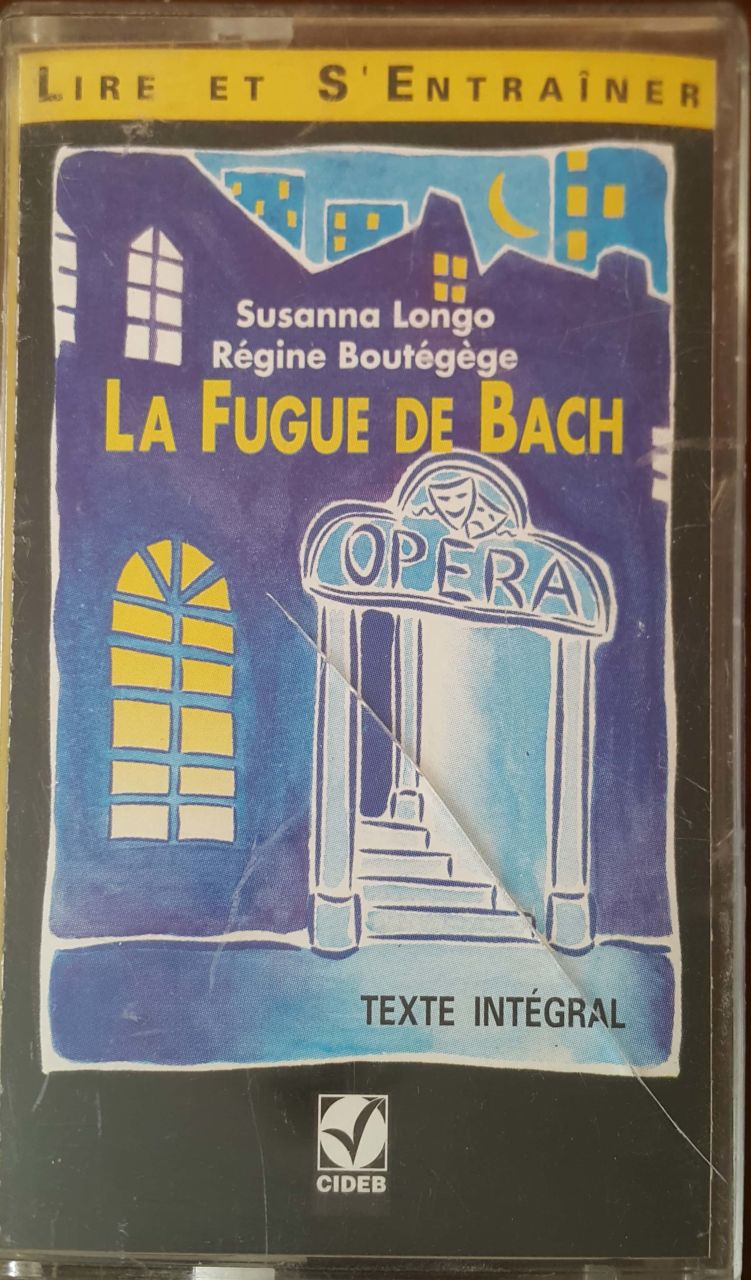 LIRE ET S'ENTRAÎNER
Susanna Longo
Régine Boutégège
LA FUGUE DE BACH
OPERA
TEXTE INTÉGRAL
CIDEB